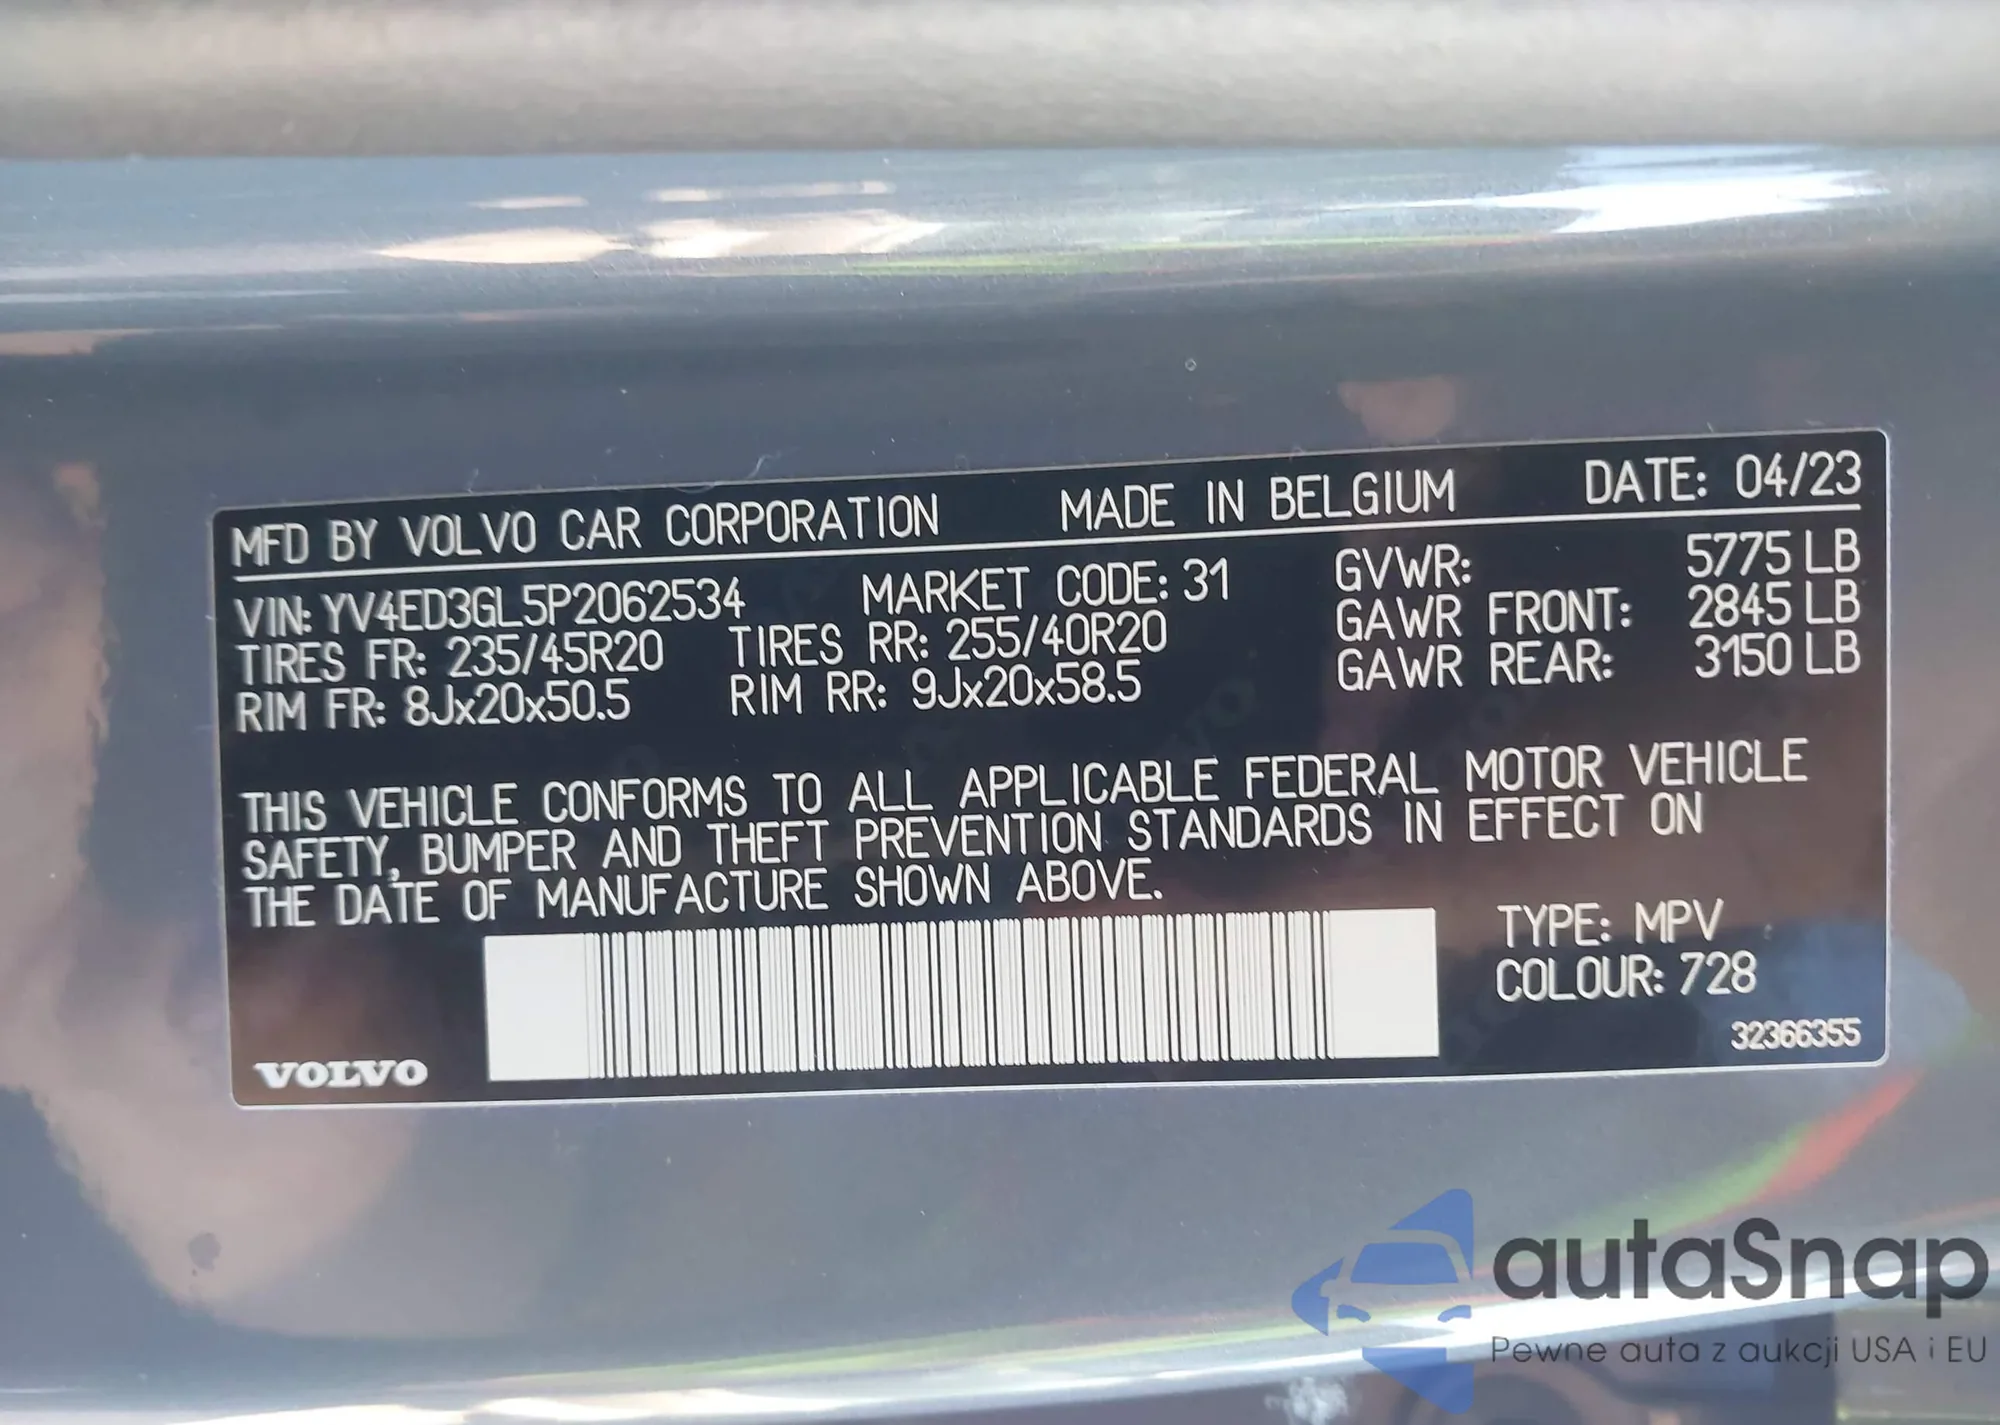 MFD BY VOLVO CAR CORPORATION MADE IN BELGIUM DATE: 04/23
VIN: YV4ED3GL5P2062534 MARKET CODE: 31 GVWR: 5775 LB
TIRES FR: 235/45R20 TIRES RR: 255/40R20 GAWR FRONT: 2845 LB
RIM FR: 8Jx20x50.5 RIM RR: 9Jx20x58.5 GAWR REAR: 3150 LB
THIS VEHICLE CONFORMS TO ALL APPLICABLE FEDERAL MOTOR VEHICLE
SAFETY, BUMPER AND THEFT PREVENTION STANDARDS IN EFFECT ON
THE DATE OF MANUFACTURE SHOWN ABOVE.
TYPE: MPV
COLOUR: 728
32366355
VOLVO
autaSnap
Pewne auta z aukcji USA i EU